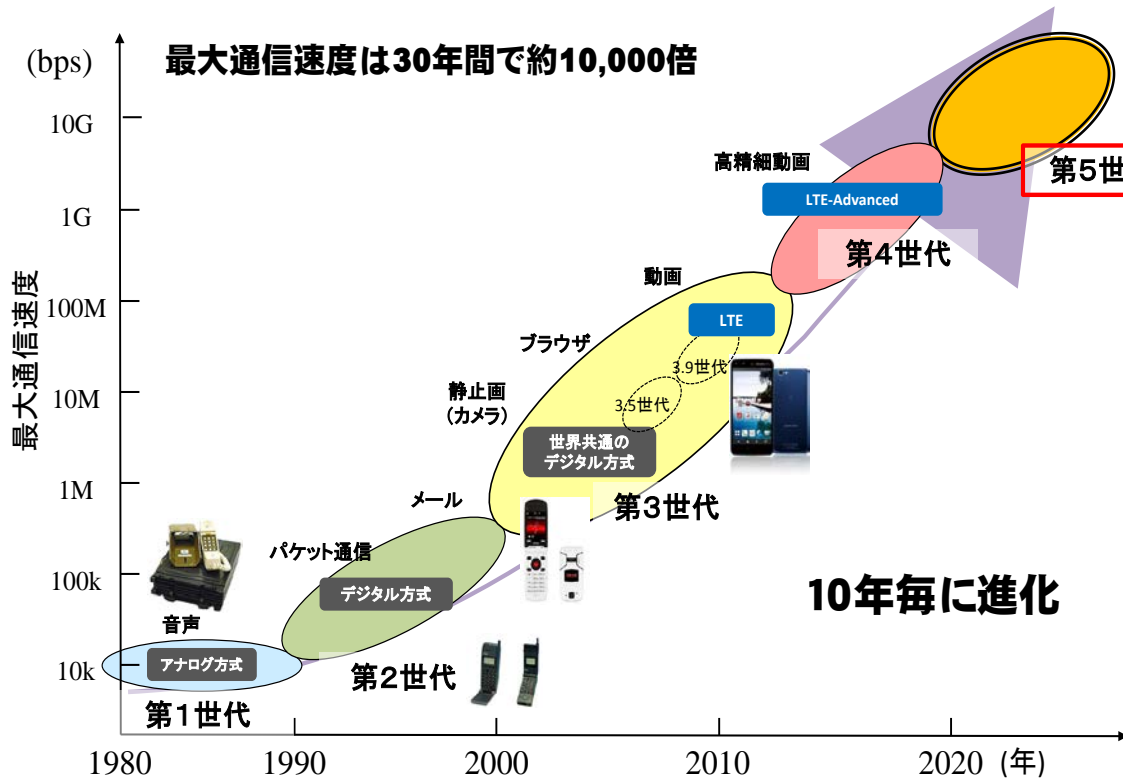 (bps)
最大通信速度は30年間で約10,000倍
10G
1G
100M
10M
1M
100k
10k
最大通信速度
第5世
高精細動画
LTE-Advanced
第4世代
動画
LTE
ブラウザ
3.9世代
静止画
(カメラ)
3.5世代
世界共通の
デジタル方式
第3世代
メール
パケット通信
デジタル方式
第2世代
音声
アナログ方式
第1世代
10年毎に進化
1980
1990
2000
2010
2020
(年)